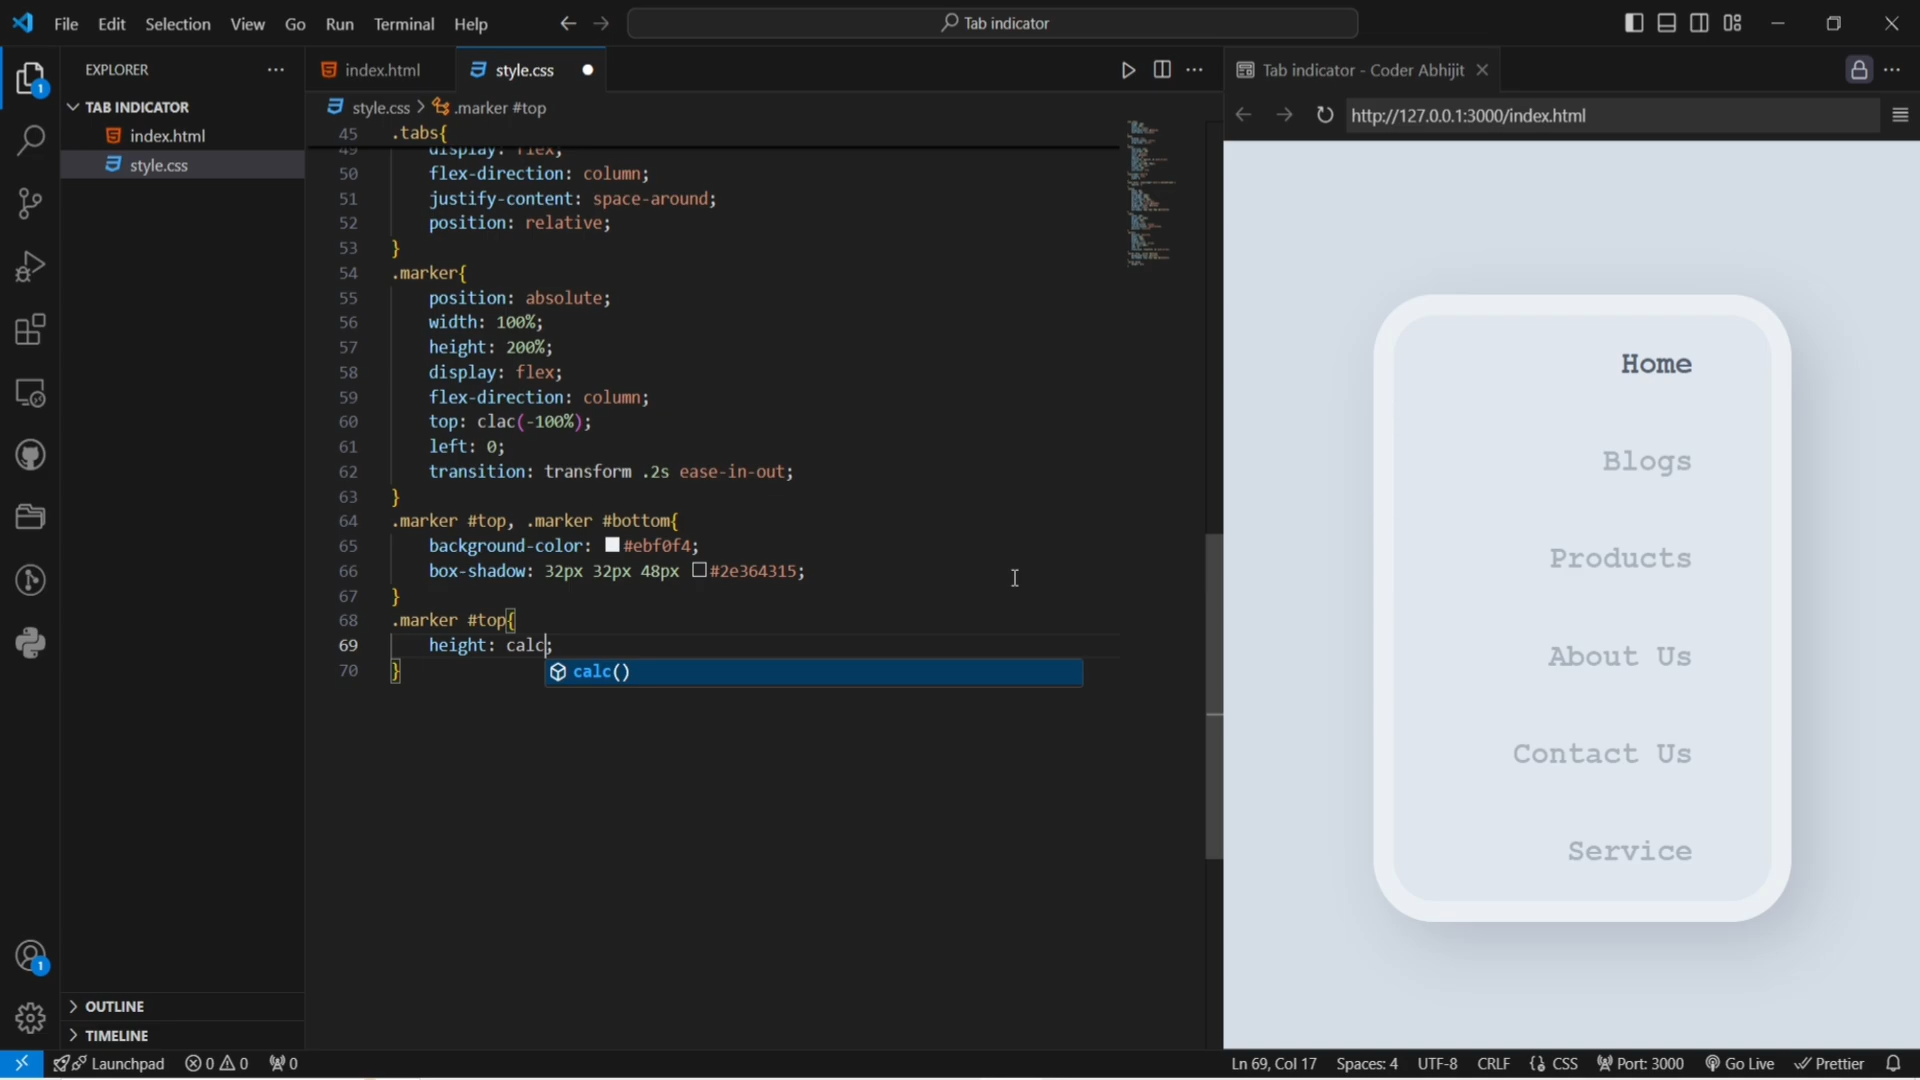 File Edit Selection View Go Run Terminal Help
Tab indicator
EXPLORER
TAB INDICATOR
index.html
style.css
OUTLINE
TIMELINE
index.html style.css
style.css > .marker #top
45 .tabs{
49 display: flex;
50 flex-direction: column;
51 justify-content: space-around;
52 position: relative;
53 }
54 .marker{
55 position: absolute;
56 width: 100%;
57 height: 200%;
58 display: flex;
59 flex-direction: column;
60 top: clac(-100%);
61 left: 0;
62 transition: transform .2s ease-in-out;
63 }
64 .marker #top, .marker #bottom{
65 background-color: #ebf0f4;
66 box-shadow: 32px 32px 48px #2e364315;
67 }
68 .marker #top{
69 height: calc;
70 }
calc()
Tab indicator - Coder Abhijit
http://127.0.0.1:3000/index.html
Home
Blogs
Products
About Us
Contact Us
Service
1
1
Launchpad 0 0 0
Ln 69, Col 17 Spaces: 4 UTF-8 CRLF {} CSS Port: 3000 Go Live Prettier